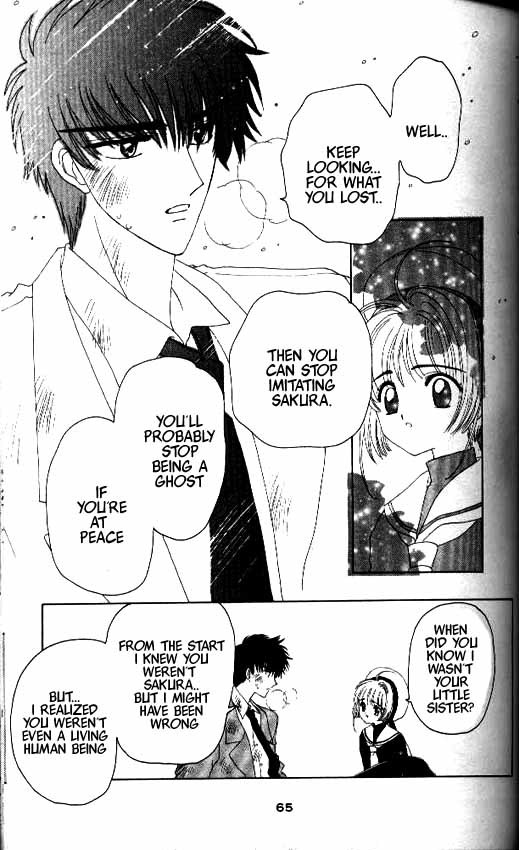 WELL..
KEEP
LOOKING...
FOR WHAT
YOU LOST..
THEN YOU
CAN STOP
IMITATING
SAKURA.
YOU'LL
PROBABLY
STOP
BEING A
GHOST
IF
YOU'RE
AT
PEACE
WHEN
DID YOU
KNOW I
WASN'T
YOUR
LITTLE
SISTER?
FROM THE START
I KNEW YOU
WEREN'T
SAKURA..
BUT I MIGHT
HAVE BEEN
WRONG
BUT...
I REALIZED
YOU WEREN'T
EVEN A LIVING
HUMAN BEING
65